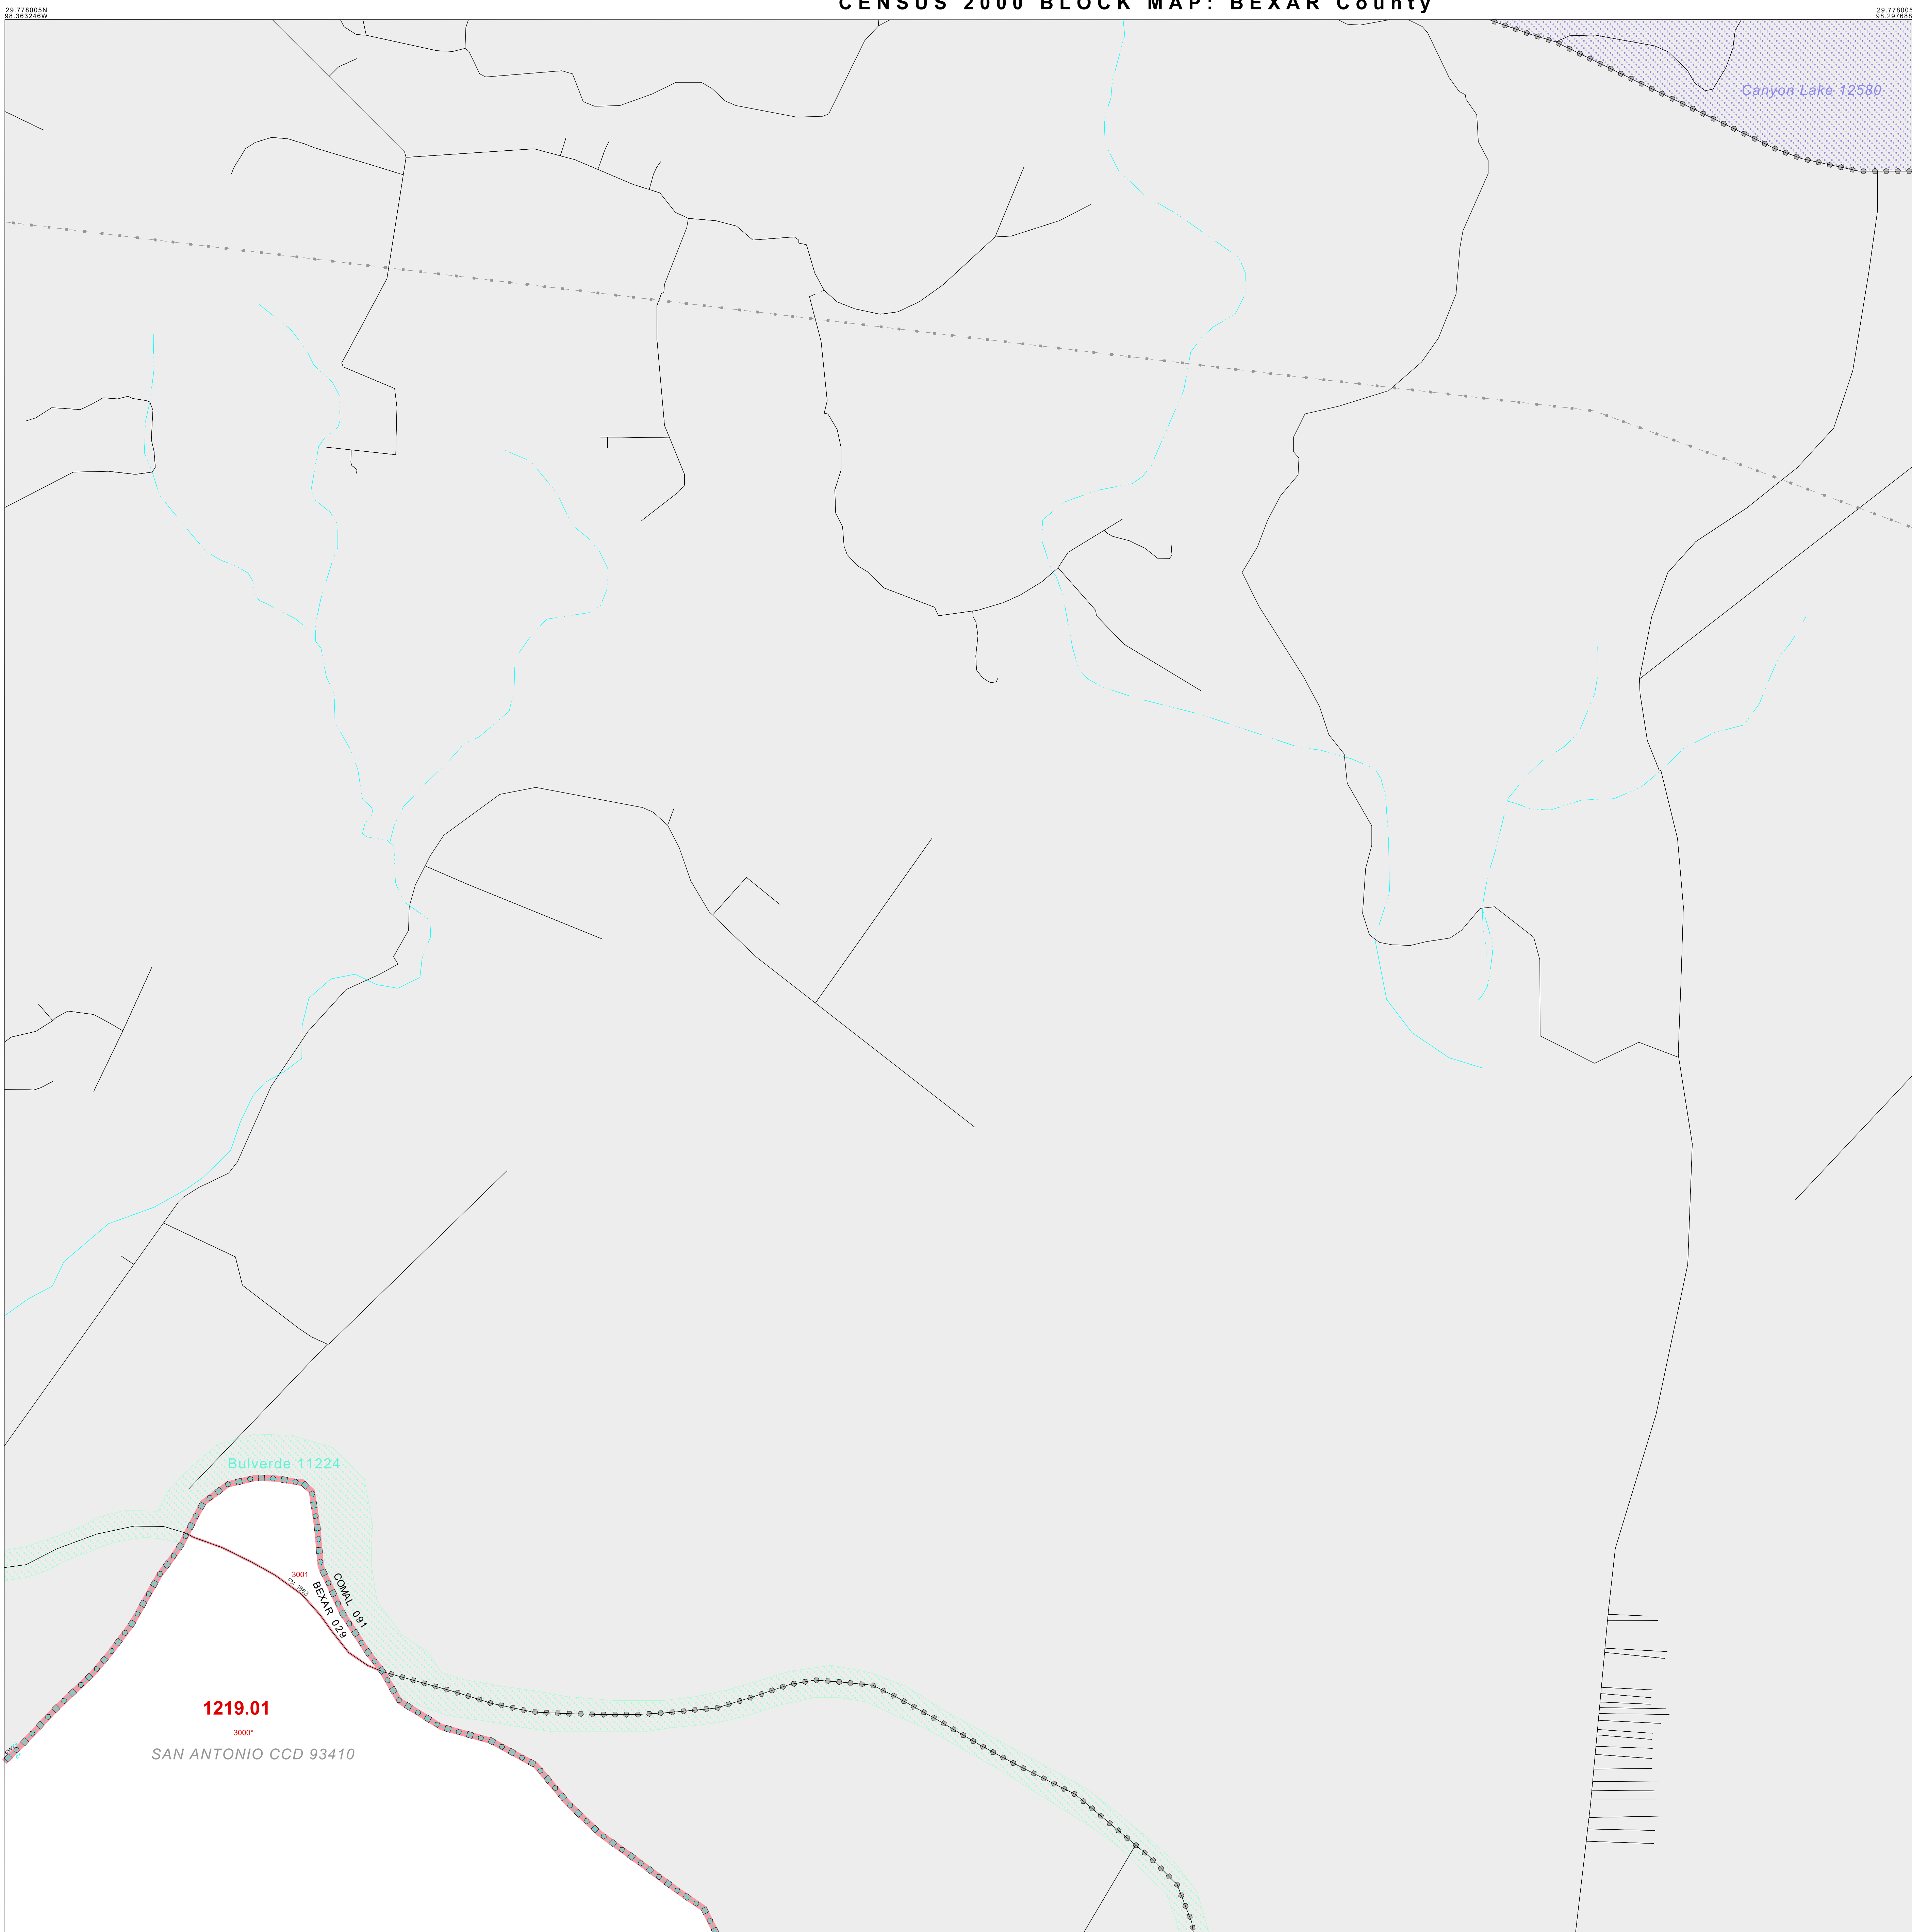 CENSUS 2000 BLOCK MAP: BEXAR County
29.778005N
98.363246W
29.778005
98.297688
Canyon Lake 12580
Bulverde 11224
3001
COMAL 091
BEXAR 029
1219.01
3000*
SAN ANTONIO CCD 93410